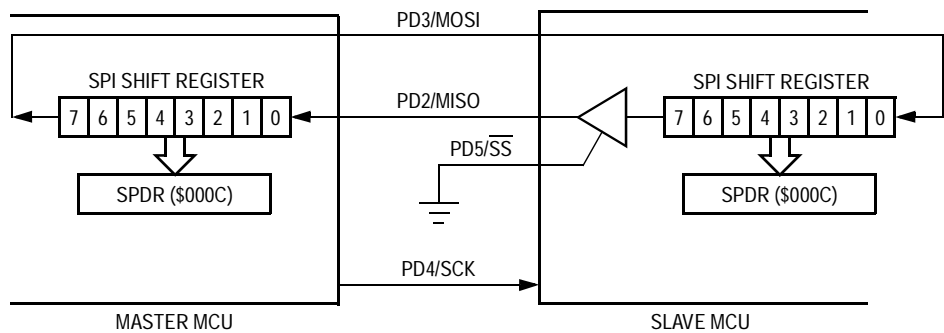 PD3/MOSI
SPI SHIFT REGISTER
SPI SHIFT REGISTER
7 6 5 4 3 2 1 0
PD2/MISO
7 6 5 4 3 2 1 0
PD5/SS
SPDR ($000C)
SPDR ($000C)
PD4/SCK
MASTER MCU
SLAVE MCU